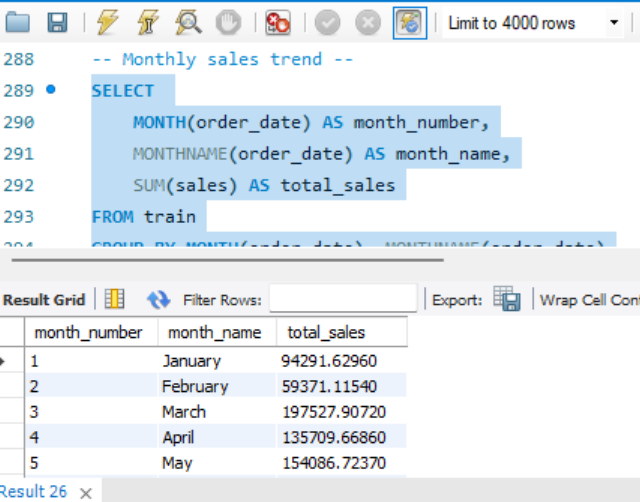 Limit to 4000 rows
288 -- Monthly sales trend --
289 SELECT
290 MONTH(order_date) AS month_number,
291 MONTHNAME(order_date) AS month_name,
292 SUM(sales) AS total_sales
293 FROM train
294 GROUP BY MONTH(order_date), MONTHNAME(order_date)
Result Grid Filter Rows: Export: Wrap Cell Cont
month_number month_name total_sales
1 January 94291.62960
2 February 59371.11540
3 March 197527.90720
4 April 135709.66860
5 May 154086.72370
Result 26